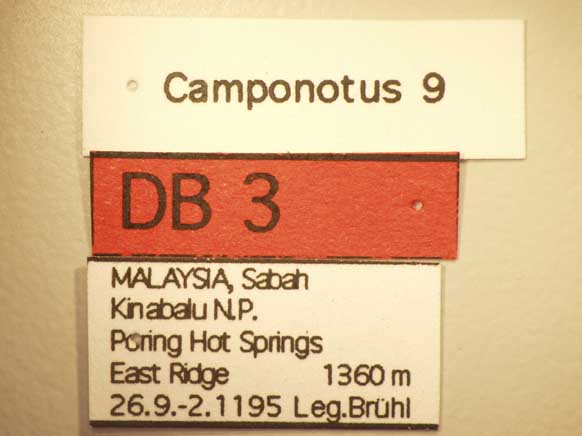 Camponotus 9
DB 3
MALAYSIA, Sabah
Kinabalu N.P.
Poring Hot Springs
East Ridge 1360 m
26.9.-2.1195 Leg.Brühl